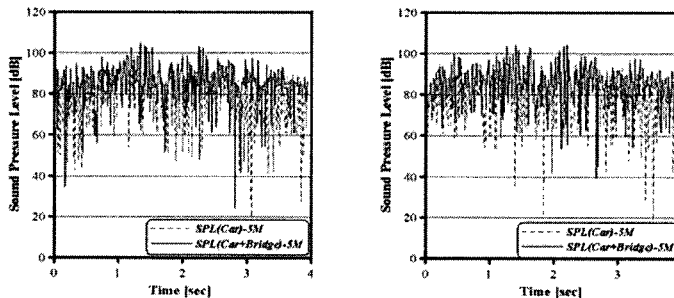 120
100
80
60
40
20
0
Sound Pressure Level [dB]
SPL(Car)-5M
SPL(Car+Bridge)-5M
0 1 2 3 4
Time [sec]
120
100
80
60
40
20
0
Sound Pressure Level [dB]
SPL(Car)-5M
SPL(Car+Bridge)-5M
0 1 2 3
Time [sec]